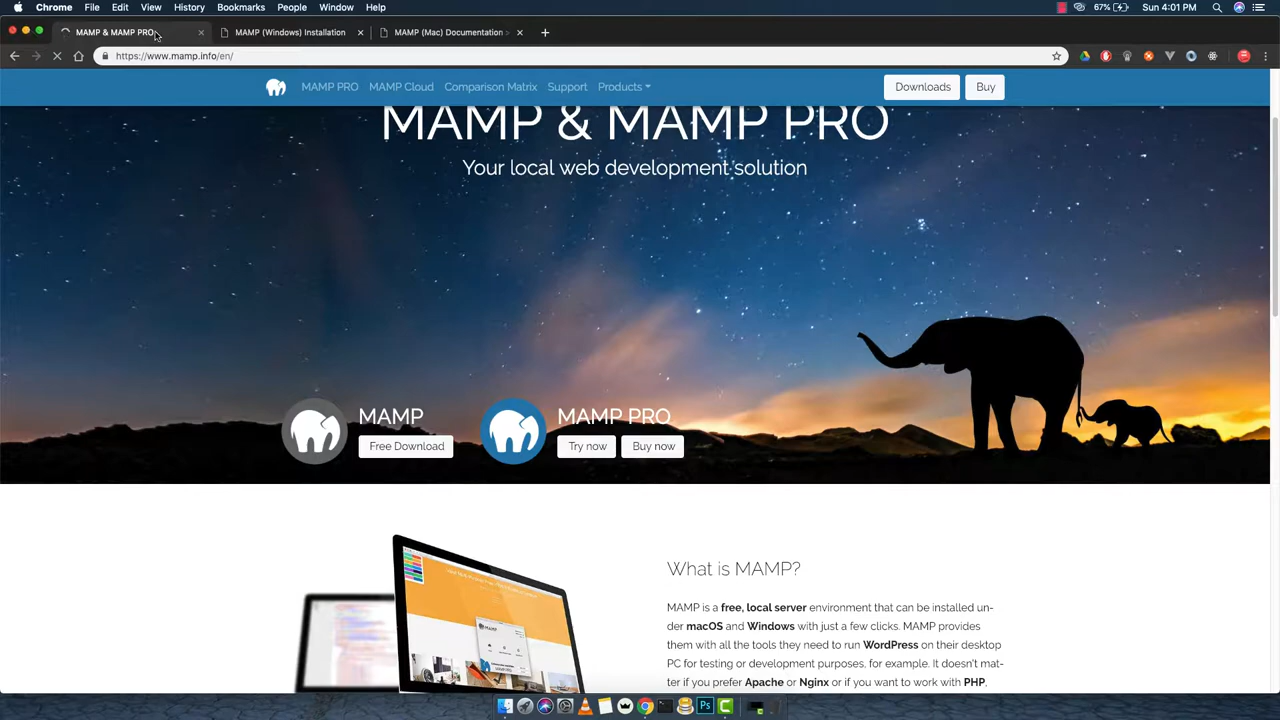 Chrome File Edit View History Bookmarks People Window Help 67% Sun 4:01 PM
MAMP & MAMP PRO MAMP (Windows) Installation MAMP (Mac) Documentation >
https://www.mamp.info/en/
MAMP PRO MAMP Cloud Comparison Matrix Support Products Downloads Buy
MAMP & MAMP PRO
Your local web development solution
MAMP MAMP PRO
Free Download Try now Buy now
What is MAMP?
MAMP is a free, local server environment that can be installed un-
der macOS and Windows with just a few clicks. MAMP provides
them with all the tools they need to run WordPress on their desktop
PC for testing or development purposes, for example. It doesn't mat-
ter if you prefer Apache or Nginx or if you want to work with PHP,
Ps